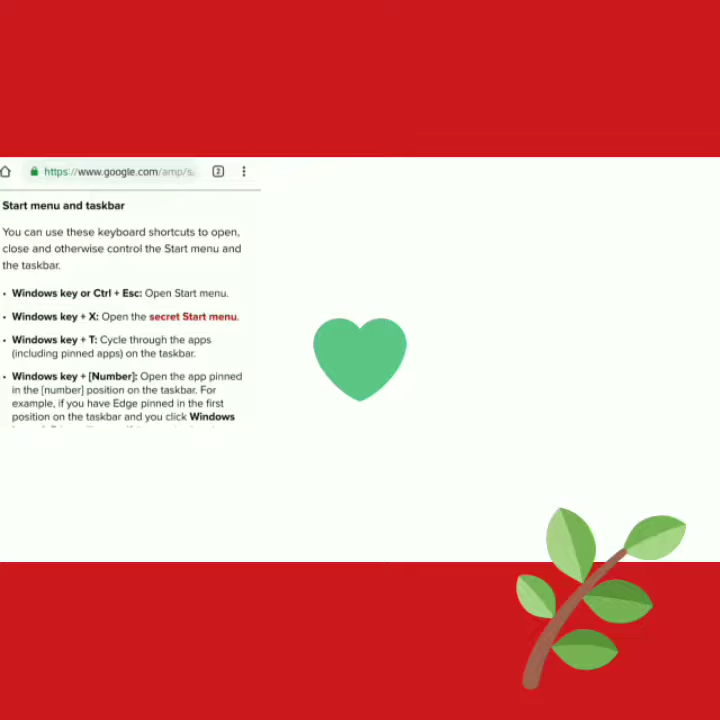 https://www.google.com/amp/s.
2
Start menu and taskbar
You can use these keyboard shortcuts to open,
close and otherwise control the Start menu and
the taskbar.
• Windows key or Ctrl + Esc: Open Start menu.
• Windows key + X: Open the secret Start menu.
• Windows key + T: Cycle through the apps
(including pinned apps) on the taskbar.
• Windows key + [Number]: Open the app pinned
in the [number] position on the taskbar. For
example, if you have Edge pinned in the first
position on the taskbar and you click Windows